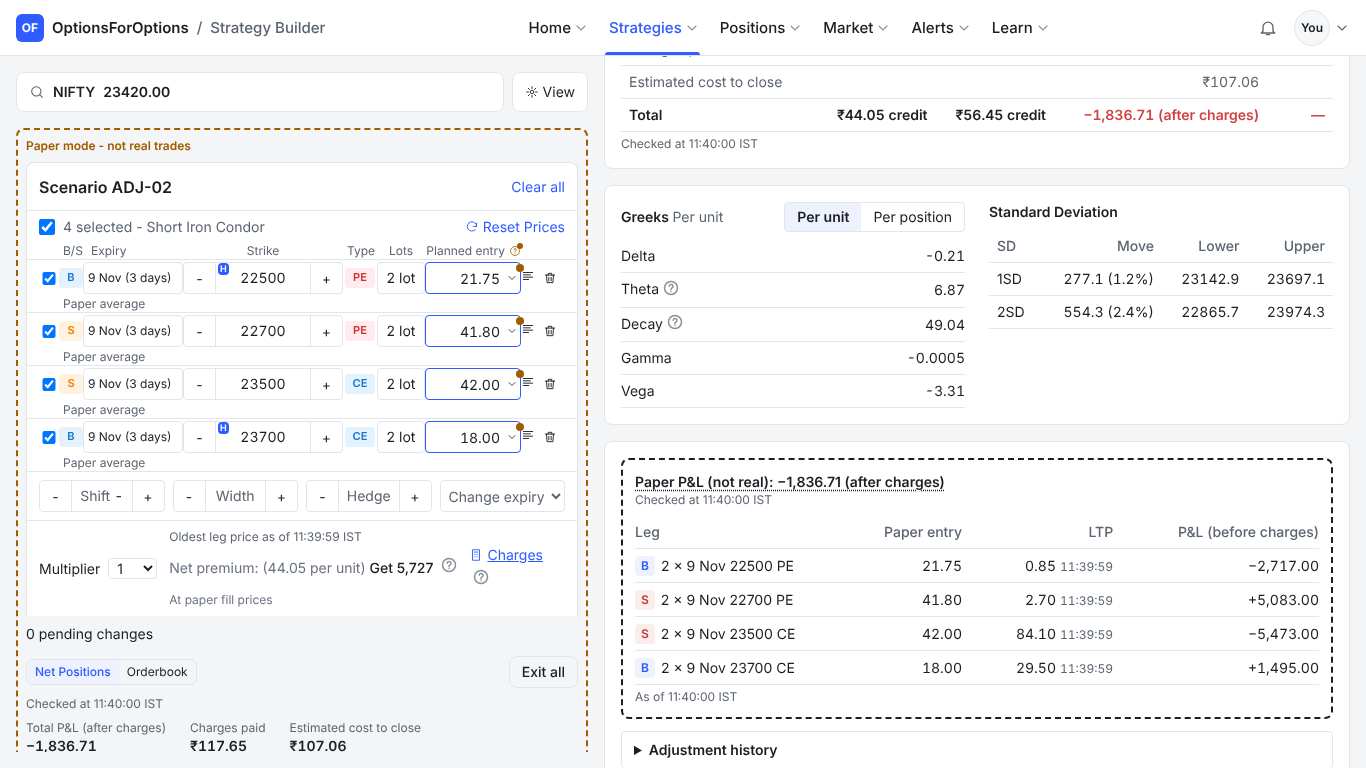 OF OptionsForOptions / Strategy Builder Home Strategies Positions Market Alerts Learn You
NIFTY 23420.00 View
Paper mode - not real trades
Scenario ADJ-02 Clear all
4 selected - Short Iron Condor Reset Prices
B/S Expiry Strike Type Lots Planned entry ?
B 9 Nov (3 days) - H 22500 + PE 2 lot 21.75
Paper average
S 9 Nov (3 days) - 22700 + PE 2 lot 41.80
Paper average
S 9 Nov (3 days) - 23500 + CE 2 lot 42.00
Paper average
B 9 Nov (3 days) - H 23700 + CE 2 lot 18.00
Paper average
- Shift - + - Width + - Hedge + Change expiry
Oldest leg price as of 11:39:59 IST
Multiplier 1 Net premium: (44.05 per unit) Get 5,727 ? Charges ?
At paper fill prices
0 pending changes
Net Positions Orderbook Exit all
Checked at 11:40:00 IST
Total P&L (after charges) Charges paid Estimated cost to close
−1,836.71 ₹117.65 ₹107.06
Estimated cost to close ₹107.06
Total ₹44.05 credit ₹56.45 credit −1,836.71 (after charges) —
Checked at 11:40:00 IST
Greeks Per unit Per unit Per position
Delta -0.21
Theta ? 6.87
Decay ? 49.04
Gamma -0.0005
Vega -3.31
Standard Deviation
SD Move Lower Upper
1SD 277.1 (1.2%) 23142.9 23697.1
2SD 554.3 (2.4%) 22865.7 23974.3
Paper P&L (not real): −1,836.71 (after charges)
Checked at 11:40:00 IST
Leg Paper entry LTP P&L (before charges)
B 2 × 9 Nov 22500 PE 21.75 0.85 11:39:59 −2,717.00
S 2 × 9 Nov 22700 PE 41.80 2.70 11:39:59 +5,083.00
S 2 × 9 Nov 23500 CE 42.00 84.10 11:39:59 −5,473.00
B 2 × 9 Nov 23700 CE 18.00 29.50 11:39:59 +1,495.00
As of 11:40:00 IST
Adjustment history